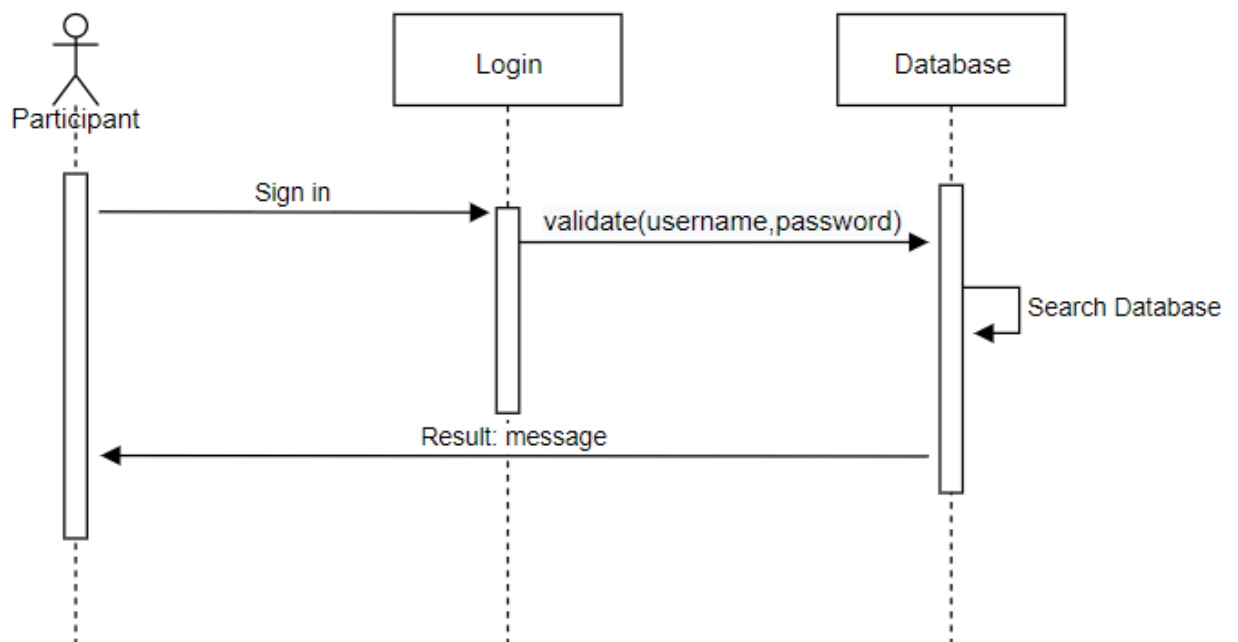 Login
Database
Participant
Sign in
validate(username,password)
Search Database
Result: message